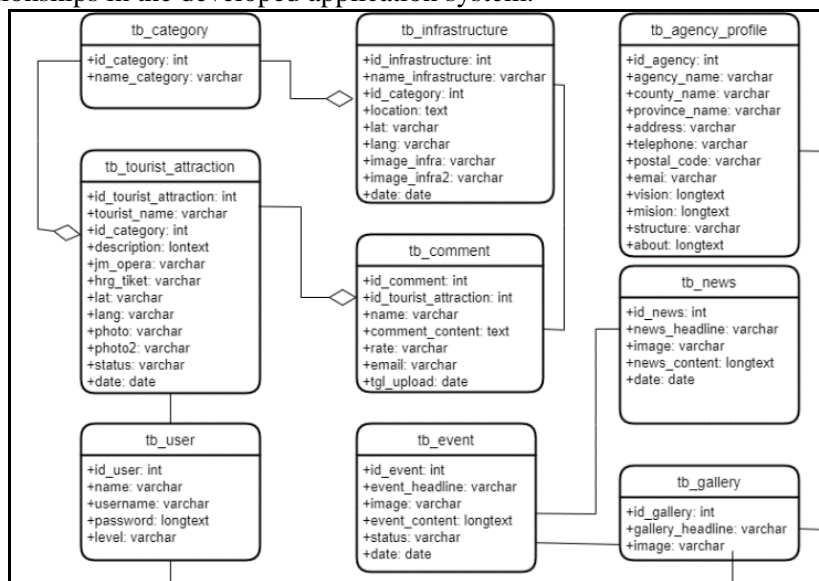 onships in the developed application system.
tb_category
+id_category: int
+name_category: varchar
tb_infrastructure
+id_infrastructure: int
+name_infrastructure: varchar
+id_category: int
+location: text
+lat: varchar
+lang: varchar
+image_infra: varchar
+image_infra2: varchar
+date: date
tb_agency_profile
+id_agency: int
+agency_name: varchar
+county_name: varchar
+province_name: varchar
+address: varchar
+telephone: varchar
+postal_code: varchar
+emai: varchar
+vision: longtext
+mision: longtext
+structure: varchar
+about: longtext
tb_tourist_attraction
+id_tourist_attraction: int
+tourist_name: varchar
+id_category: int
+description: lontext
+jm_opera: varchar
+hrg_tiket: varchar
+lat: varchar
+lang: varchar
+photo: varchar
+photo2: varchar
+status: varchar
+date: date
tb_comment
+id_comment: int
+id_tourist_attraction: int
+name: varchar
+comment_content: text
+rate: varchar
+email: varchar
+tgl_upload: date
tb_news
+id_news: int
+news_headline: varchar
+image: varchar
+news_content: longtext
+date: date
tb_user
+id_user: int
+name: varchar
+username: varchar
+password: longtext
+level: varchar
tb_event
+id_event: int
+event_headline: varchar
+image: varchar
+event_content: longtext
+status: varchar
+date: date
tb_gallery
+id_gallery: int
+gallery_headline: varchar
+image: varchar